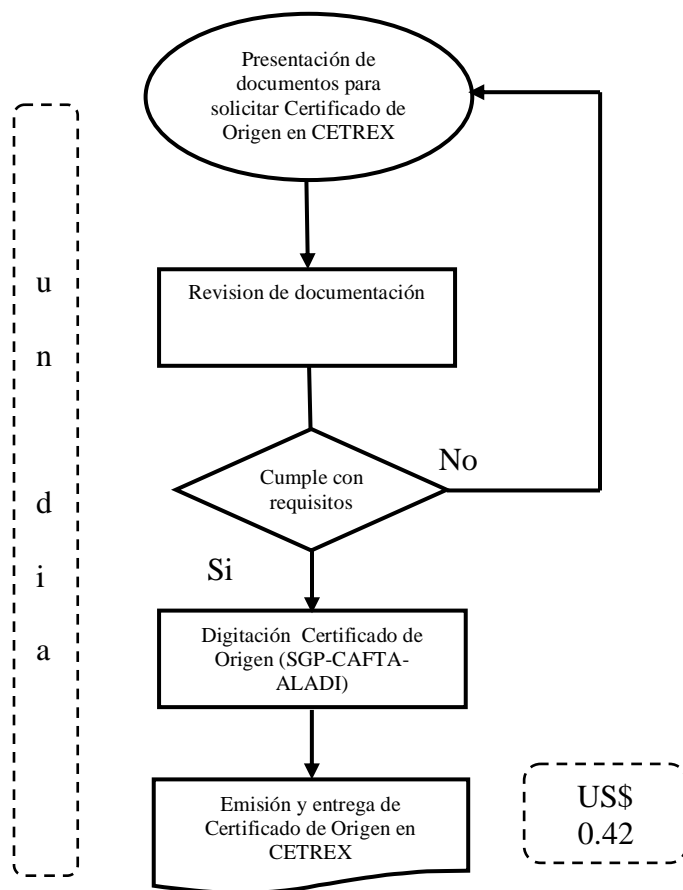 Presentación de
documentos para
solicitar Certificado de
Origen en CETREX
u
n
d
i
a
Revision de documentación
Cumple con
requisitos
No
Si
Digitación Certificado de
Origen (SGP-CAFTA-
ALADI)
Emisión y entrega de
Certificado de Origen en
CETREX
US$
0.42